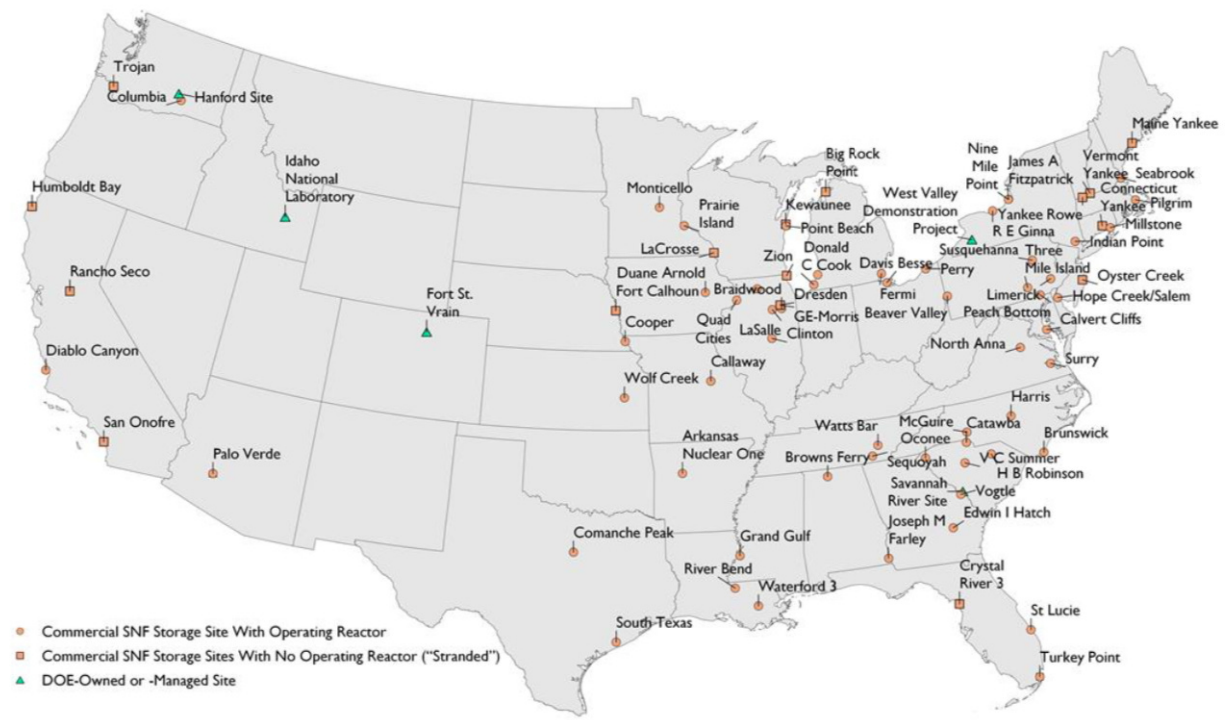 Trojan
Columbia
Hanford Site
Idaho
National
Laboratory
Humboldt Bay
Rancho Seco
Diablo Canyon
San Onofre
Palo Verde
Fort St.
Vrain
Monticello
Prairie
Island
LaCrosse
Duane Arnold
Fort Calhoun
Cooper
Quad
Cities
Wolf Creek
Callaway
Arkansas
Nuclear One
Comanche Peak
South Texas
River Bend
Grand Gulf
Waterford 3
Big Rock
Point
Kewaunee
Point Beach
Zion
Donald
C Cook
Braidwood
Dresden
GE-Morris
LaSalle
Clinton
Davis Besse
Fermi
Perry
Beaver Valley
West Valley
Demonstration
Project
Nine
Mile
Point
James A
Fitzpatrick
R E Ginna
Maine Yankee
Vermont
Yankee
Seabrook
Connecticut
Yankee
Pilgrim
Yankee Rowe
Millstone
Indian Point
Susquehanna
Three
Mile Island
Oyster Creek
Limerick
Hope Creek/Salem
Peach Bottom
Calvert Cliffs
North Anna
Surry
Harris
McGuire
Catawba
Oconee
Brunswick
Watts Bar
Browns Ferry
Sequoyah
V C Summer
H B Robinson
Savannah
River Site
Vogtle
Edwin I Hatch
Joseph M
Farley
Crystal
River 3
St Lucie
Turkey Point
Commercial SNF Storage Site With Operating Reactor
Commercial SNF Storage Sites With No Operating Reactor (“Stranded”)
DOE-Owned or -Managed Site